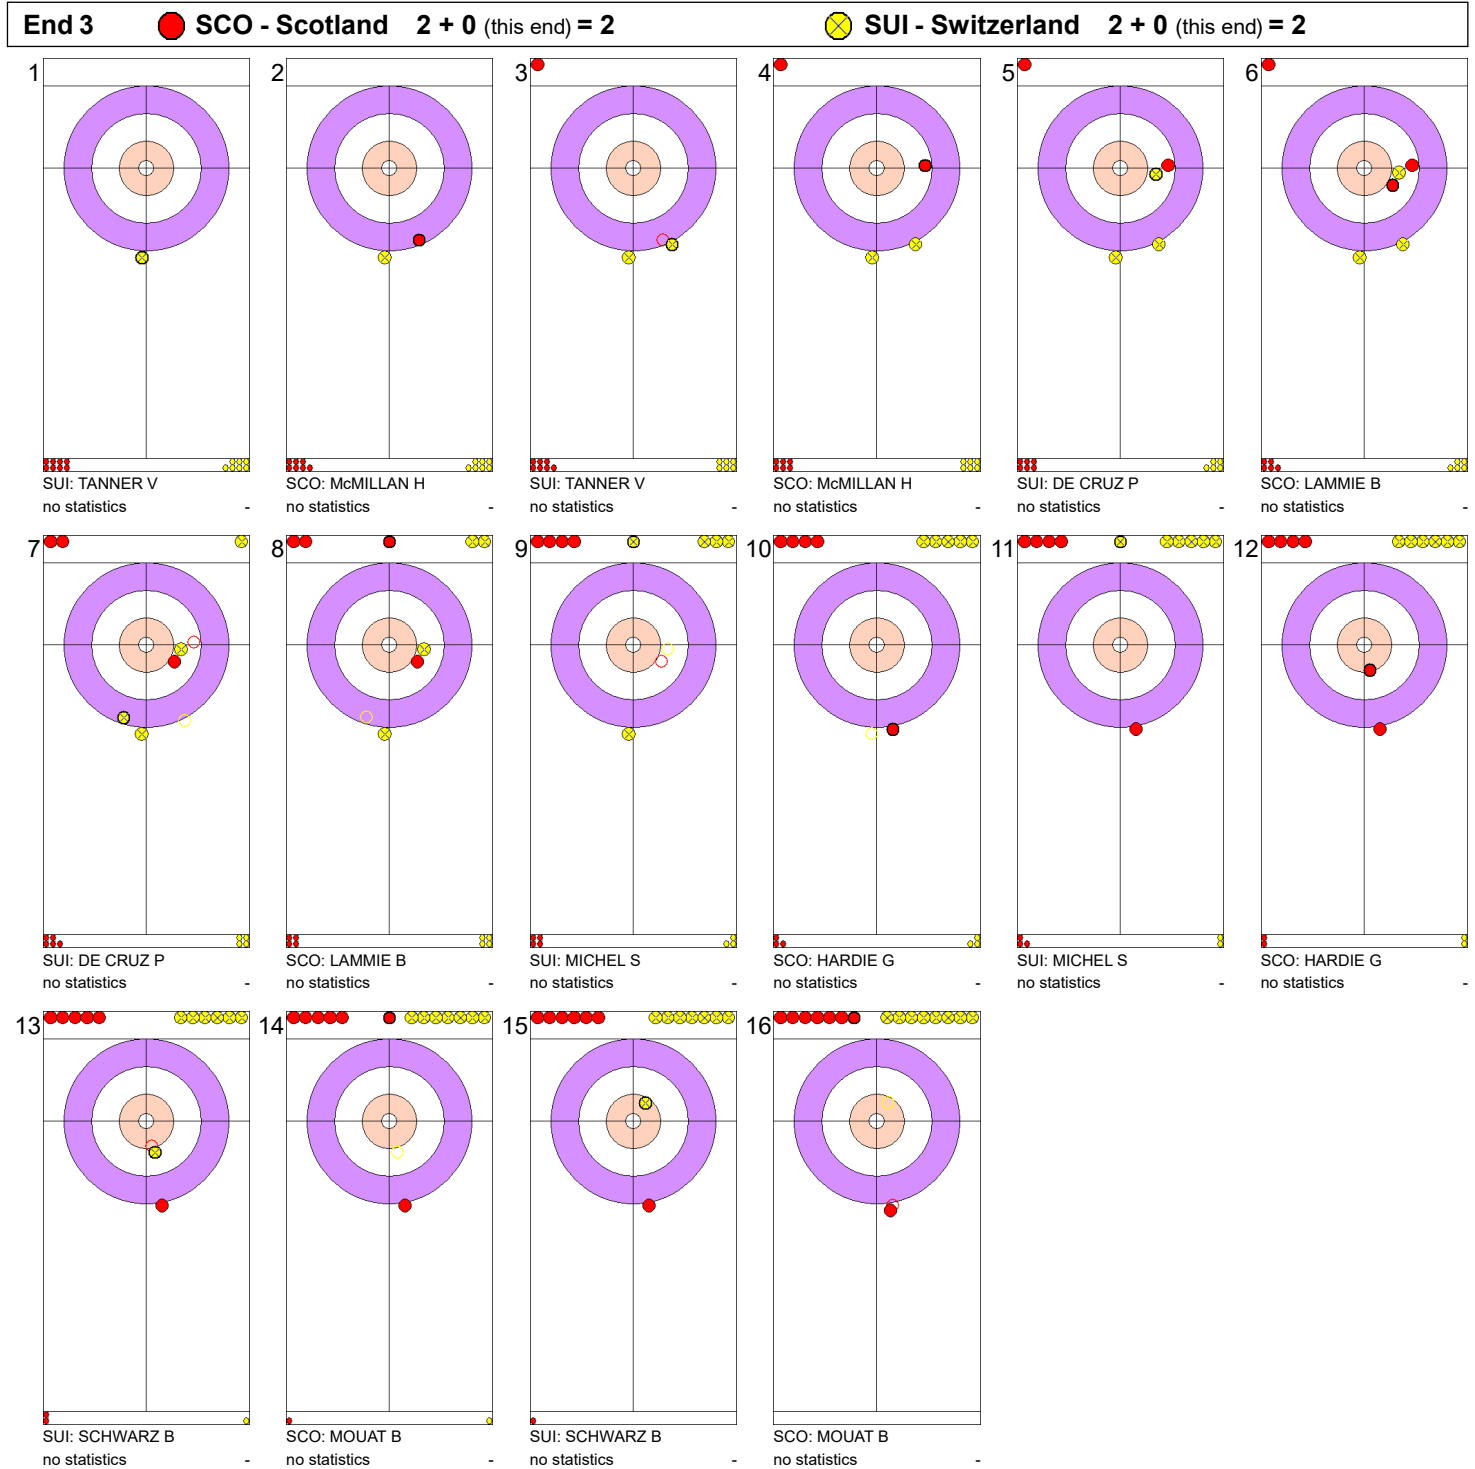 End 3 SCO - Scotland 2 + 0 (this end) = 2 SUI - Switzerland 2 + 0 (this end) = 2
1 2 3 4 5 6
SUI: TANNER V SCO: McMILLAN H SUI: TANNER V SCO: McMILLAN H SUI: DE CRUZ P SCO: LAMMIE B
no statistics - no statistics - no statistics - no statistics - no statistics - no statistics -
7 8 9 10 11 12
SUI: DE CRUZ P SCO: LAMMIE B SUI: MICHEL S SCO: HARDIE G SUI: MICHEL S SCO: HARDIE G
no statistics - no statistics - no statistics - no statistics - no statistics - no statistics -
13 14 15 16
SUI: SCHWARZ B SCO: MOUAT B SUI: SCHWARZ B SCO: MOUAT B
no statistics - no statistics - no statistics - no statistics -